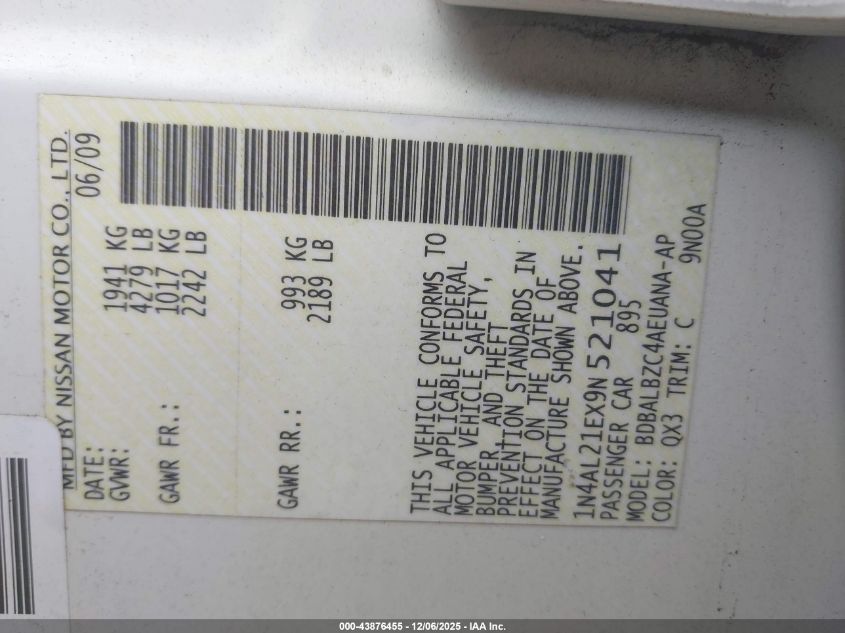 MFD BY NISSAN MOTOR CO., LTD.
DATE: 06/09
GVWR: 1941 KG
4279 LB
GAWR FR.: 1017 KG
2242 LB
GAWR RR.: 993 KG
2189 LB
THIS VEHICLE CONFORMS TO
ALL APPLICABLE FEDERAL
MOTOR VEHICLE SAFETY,
BUMPER, AND THEFT
PREVENTION STANDARDS IN
EFFECT ON THE DATE OF
MANUFACTURE SHOWN ABOVE.
1N4AL21EX9N521041
PASSENGER CAR 895
MODEL: BDBALBZC4AEUANA-AP
COLOR: QX3 TRIM: C 9N00A
000-43876455 - 12/06/2025 - IAA Inc.